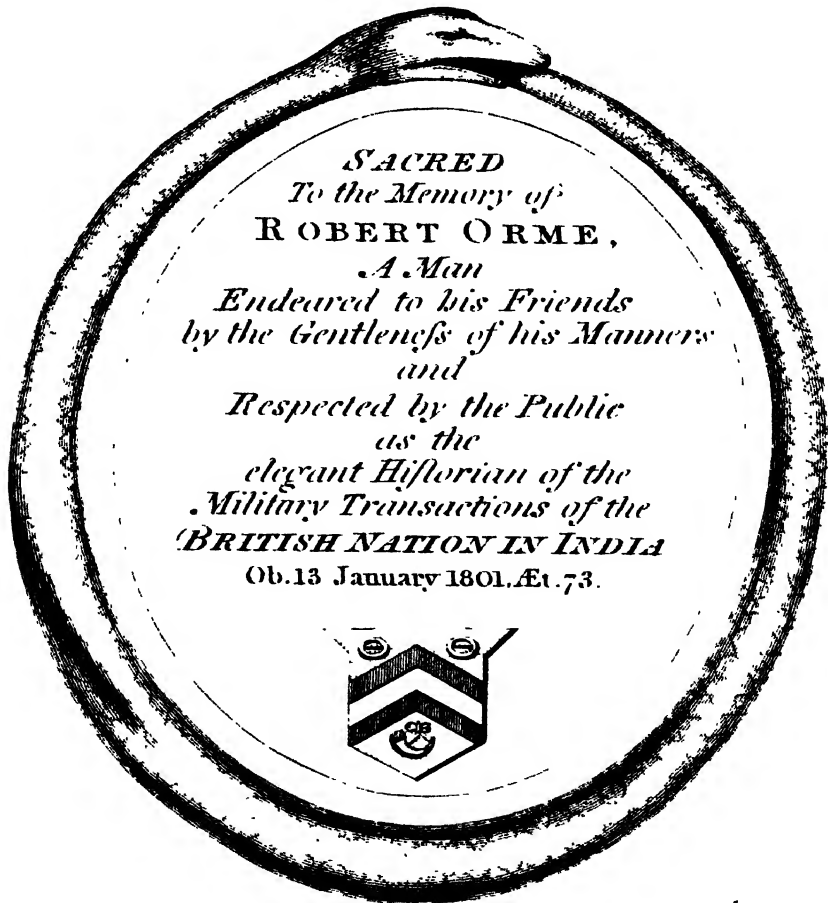 SACRED
To the Memory of
ROBERT ORME,
A Man
Endeared to his Friends
by the Gentleneſs of his Manners
and
Respected by the Public
as the
elegant Hiſtorian of the
Military Transactions of the
BRITISH NATION IN INDIA
Ob. 13 January 1801. Æt. 73.